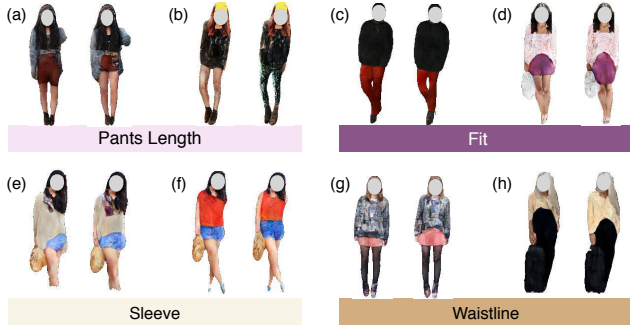 (a) (b) (c) (d)
Pants Length Fit
(e) (f) (g) (h)
Sleeve Waistline